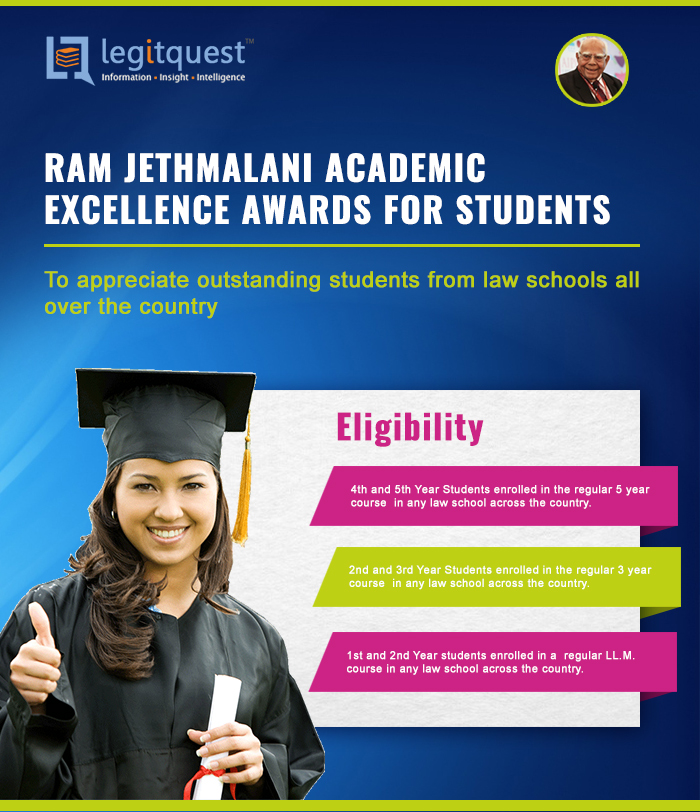 legitquest™
Information • Insight • Intelligence
RAM JETHMALANI ACADEMIC
EXCELLENCE AWARDS FOR STUDENTS
To appreciate outstanding students from law schools all
over the country
Eligibility
4th and 5th Year Students enrolled in the regular 5 year
course  in any law school across the country.
2nd and 3rd Year Students enrolled in the regular 3 year
course  in any law school across the country.
1st and 2nd Year students enrolled in a  regular LL.M.
course in any law school across the country.